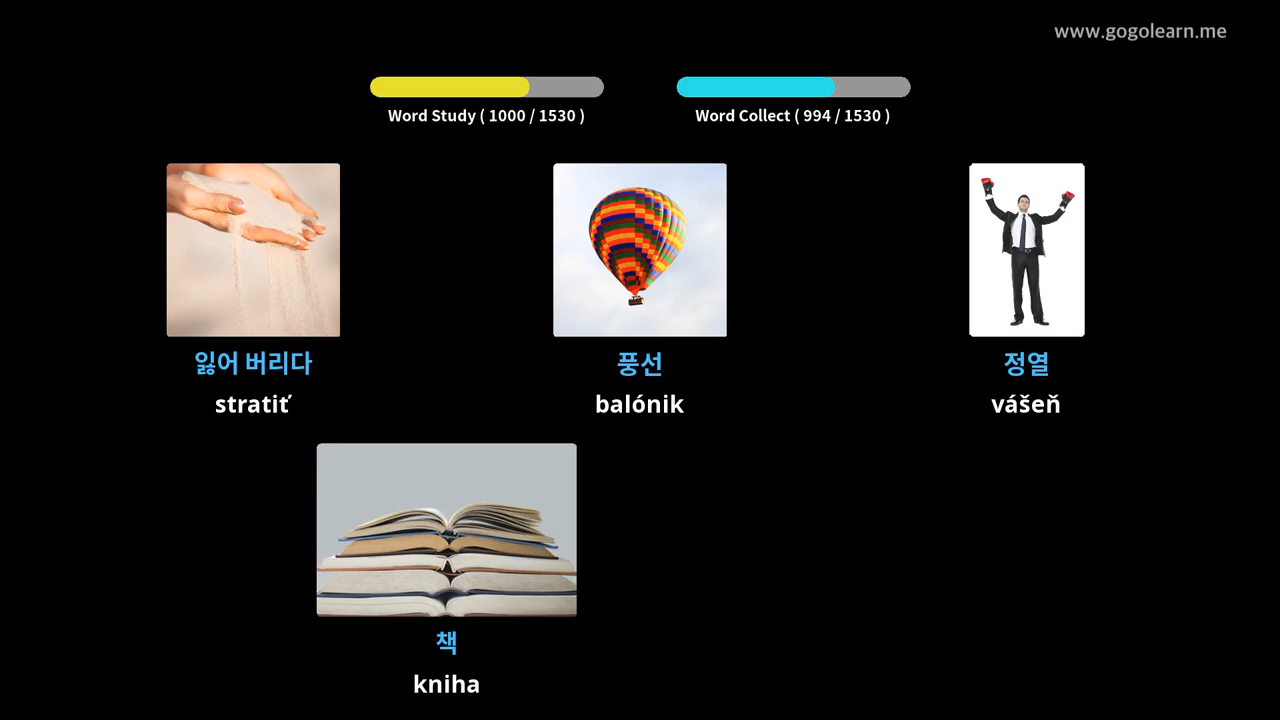 www.gogolearn.me
Word Study ( 1000 / 1530 )
Word Collect ( 994 / 1530 )
잃어 버리다
stratiť
풍선
balónik
정열
vášeň
책
kniha